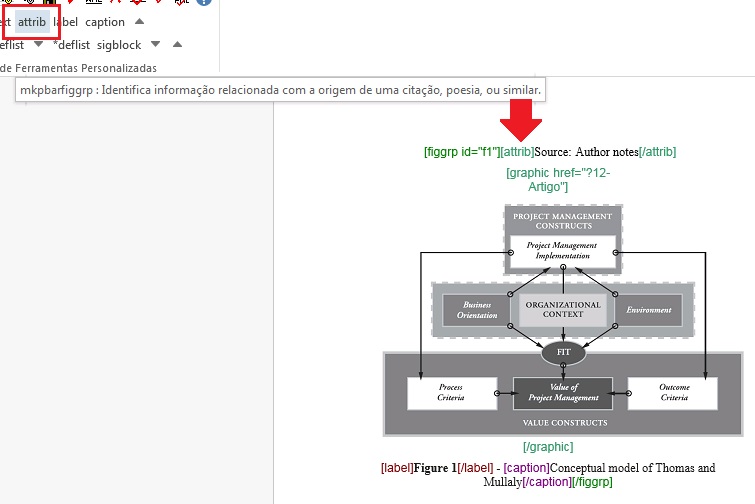 attrib label caption
*deflist sigblock
de Ferramentas Personalizadas
mkpbarfiggrp : Identifica informação relacionada com a origem de uma citação, poesia, ou similar.
[figgrp id="f1"][attrib]Source: Author notes[/attrib]
[graphic href="?12-
Artigo"]
PROJECT MANAGEMENT
CONSTRUCTS
Project Management
Implementation
Business
Orientation
ORGANIZATIONAL
CONTEXT
Environment
FIT
Process
Criteria
Value of
Project Management
Outcome
Criteria
VALUE CONSTRUCTS
[/graphic]
[label]Figure 1[/label] - [caption]Conceptual model of Thomas and
Mullaly[/caption][/figgrp]